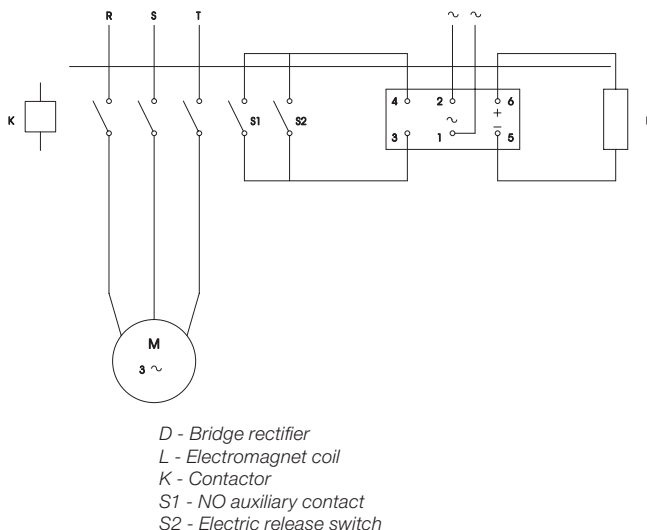 R S T ~ ~
4 2 6
K S1 S2 ~ +
–
3 1 5
M
3 ~
D - Bridge rectifier
L - Electromagnet coil
K - Contactor
S1 - NO auxiliary contact
S2 - Electric release switch